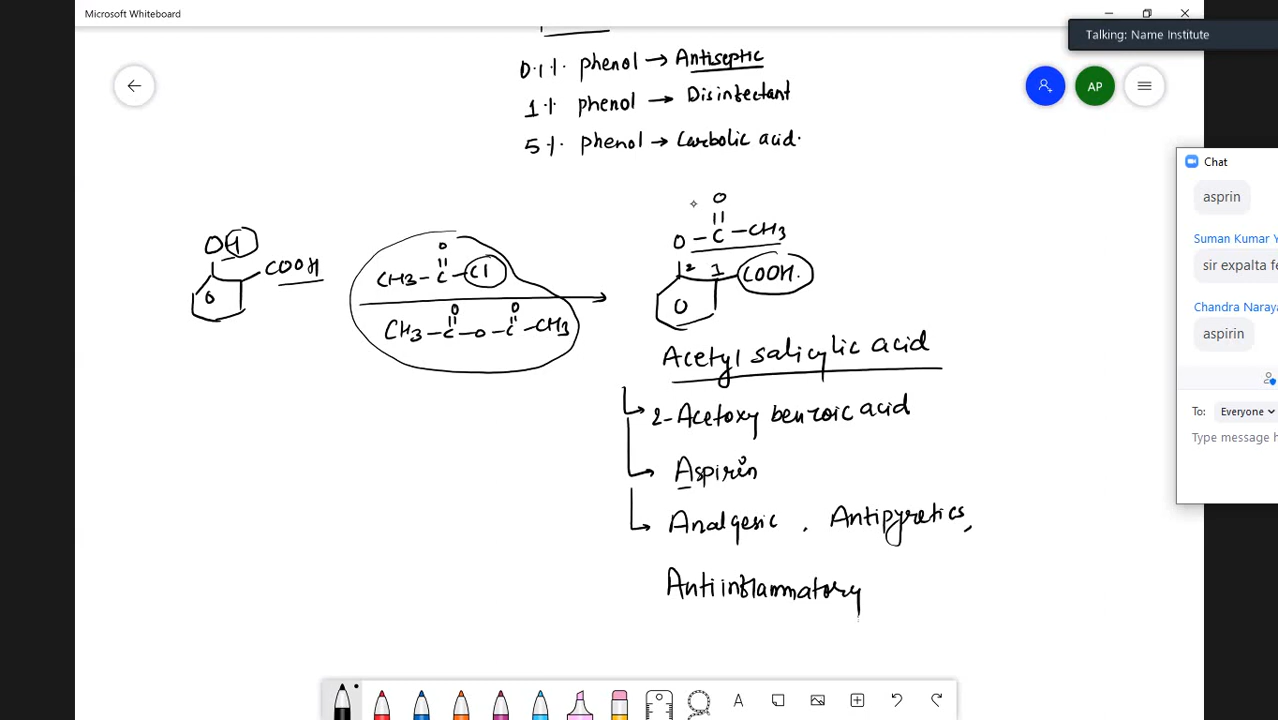 Microsoft Whiteboard
Talking: Name Institute
0.1%. phenol → Antiseptic
1% phenol → Disinfectant
5%. phenol → Carbolic acid.
AP
Chat
asprin
Suman Kumar Y
sir expalta fe
Chandra Naraya
aspirin
To: Everyone
Type message h
OH
COOH
O
CH3-C-Cl
O O
CH3-C-O-C-CH3
O
O-C-CH3
2 1 COOH.
Acetyl salicylic acid
2-Acetoxy benzoic acid
Aspirin
Analgesic, Antipyretics,
Antiinflammatory
A